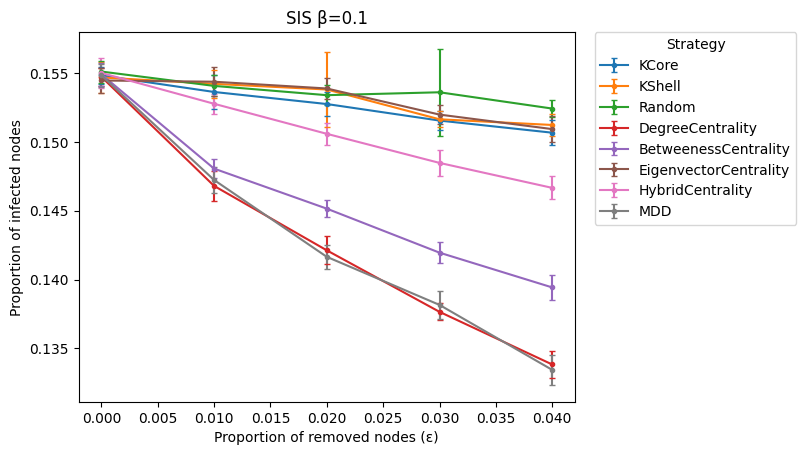 SIS β=0.1
Proportion of infected nodes
0.155
0.150
0.145
0.140
0.135
0.000 0.005 0.010 0.015 0.020 0.025 0.030 0.035 0.040
Proportion of removed nodes (ε)
Strategy
KCore
KShell
Random
DegreeCentrality
BetweenessCentrality
EigenvectorCentrality
HybridCentrality
MDD